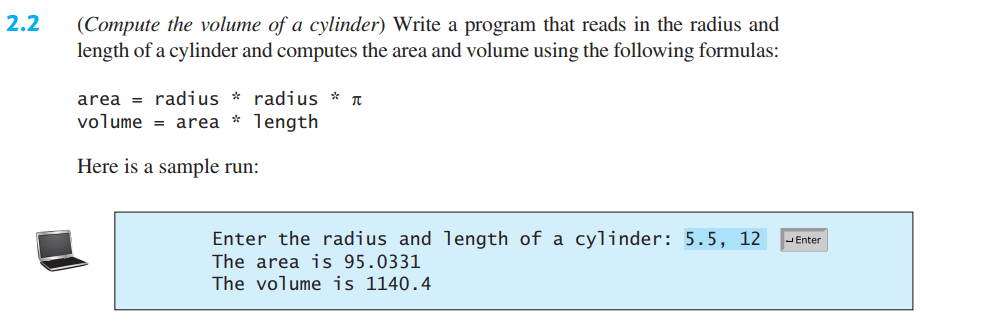 2.2 (Compute the volume of a cylinder) Write a program that reads in the radius and
length of a cylinder and computes the area and volume using the following formulas:
area = radius * radius * π
volume = area * length
Here is a sample run:
Enter the radius and length of a cylinder: 5.5, 12 ↵Enter
The area is 95.0331
The volume is 1140.4